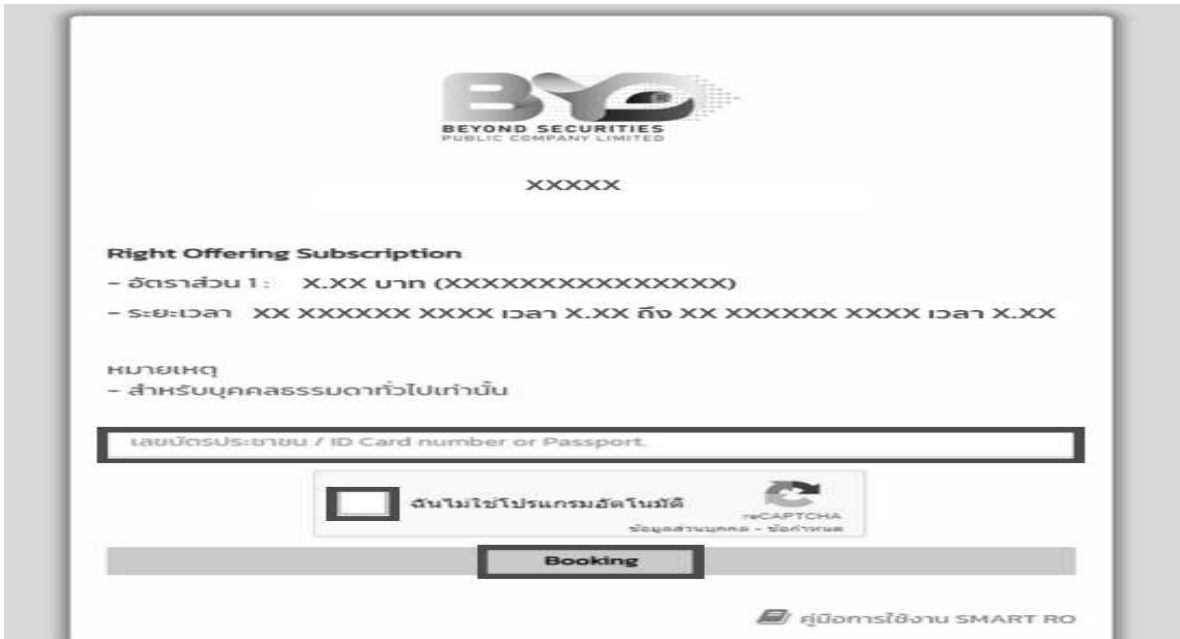 BYD
BEYOND SECURITIES
PUBLIC COMPANY LIMITED
XXXXX
Right Offering Subscription
- อัตราส่วน 1 : X.XX บาท (XXXXXXXXXXXXXXX)
- ระยะเวลา XX XXXXXX XXXX เวลา X.XX ถึง XX XXXXXX XXXX เวลา X.XX
หมายเหตุ
- สำหรับบุคคลธรรมดาทั่วไปเท่านั้น
เลขบัตรประชาชน / ID Card number or Passport.
ฉันไม่ใช่โปรแกรมอัตโนมัติ
reCAPTCHA
ข้อมูลส่วนบุคคล - ข้อกำหนด
Booking
คู่มือการใช้งาน SMART RO